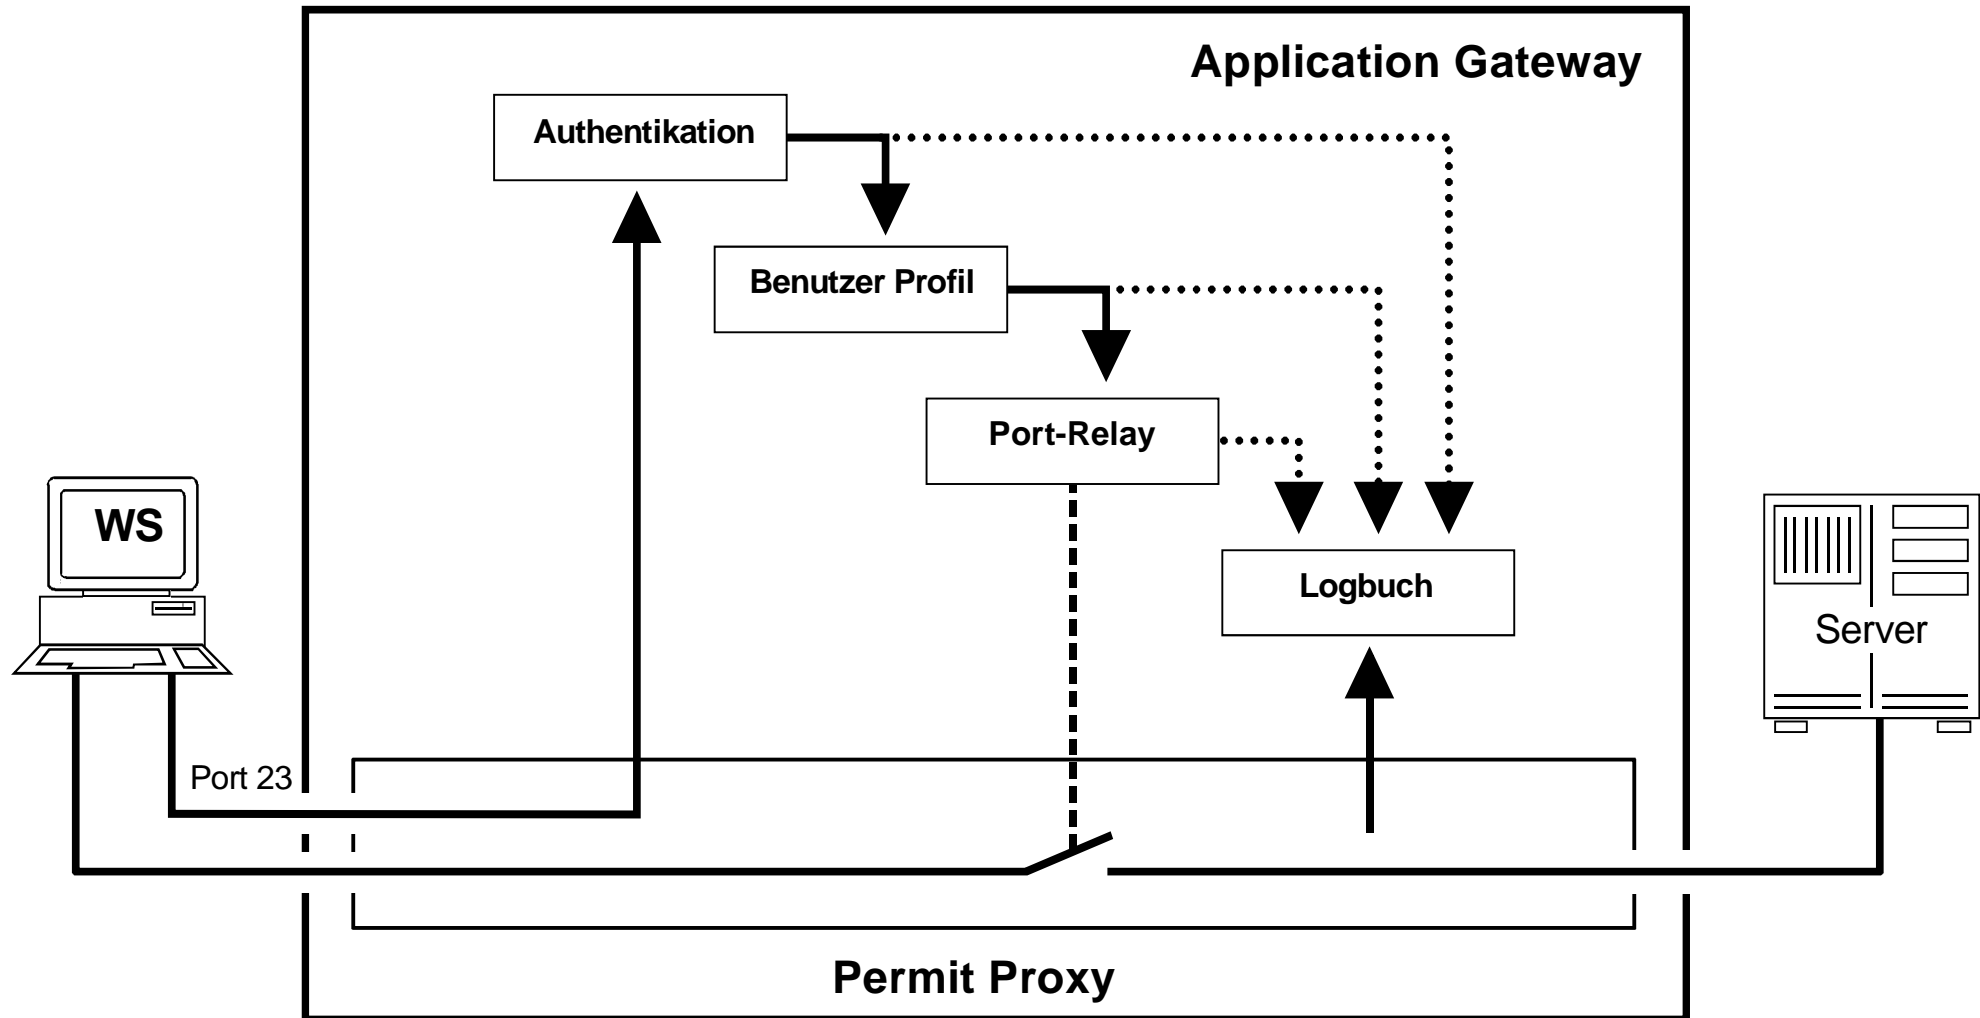 Application Gateway
Authentikation
Benutzer Profil
Port-Relay
WS
Logbuch
Server
Port 23
Permit Proxy